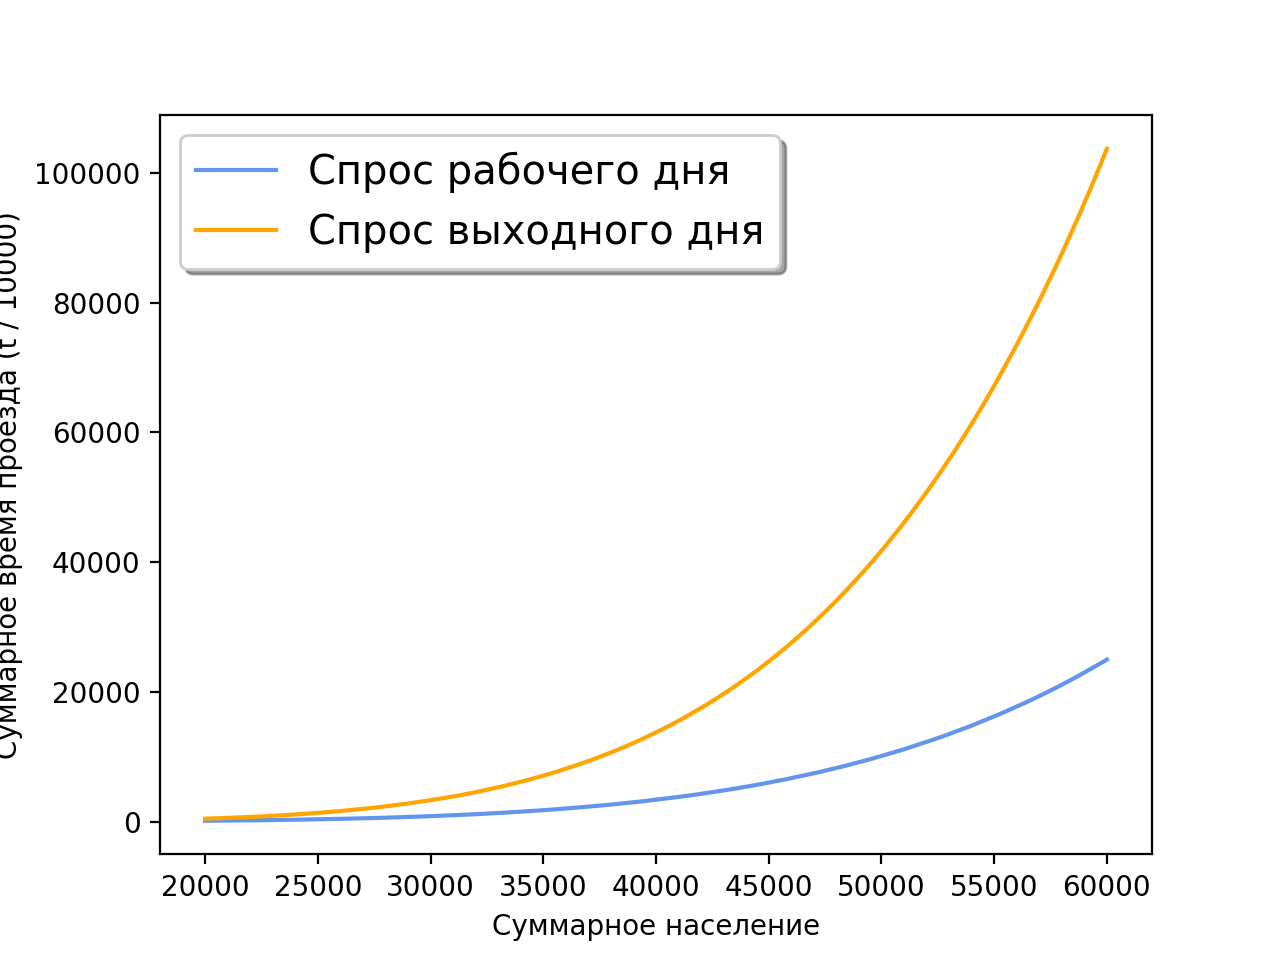 Спрос рабочего дня
Спрос выходного дня
Суммарное время проезда (t / 10000)
100000
80000
60000
40000
20000
0
20000 25000 30000 35000 40000 45000 50000 55000 60000
Суммарное население